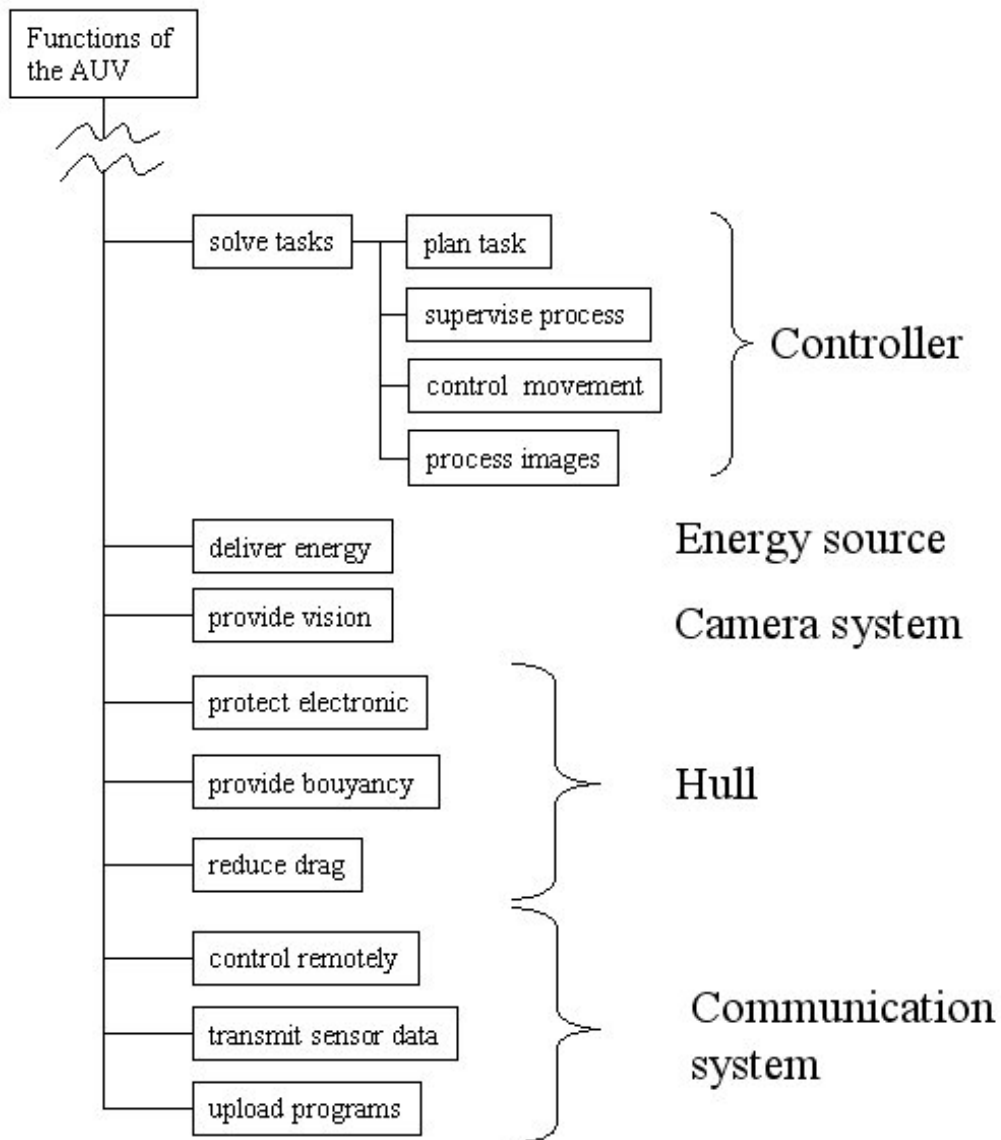 Functions of
the AUV
solve tasks
plan task
supervise process
control movement
process images
Controller
deliver energy
Energy source
provide vision
Camera system
protect electronic
provide bouyancy
reduce drag
Hull
control remotely
transmit sensor data
upload programs
Communication
system